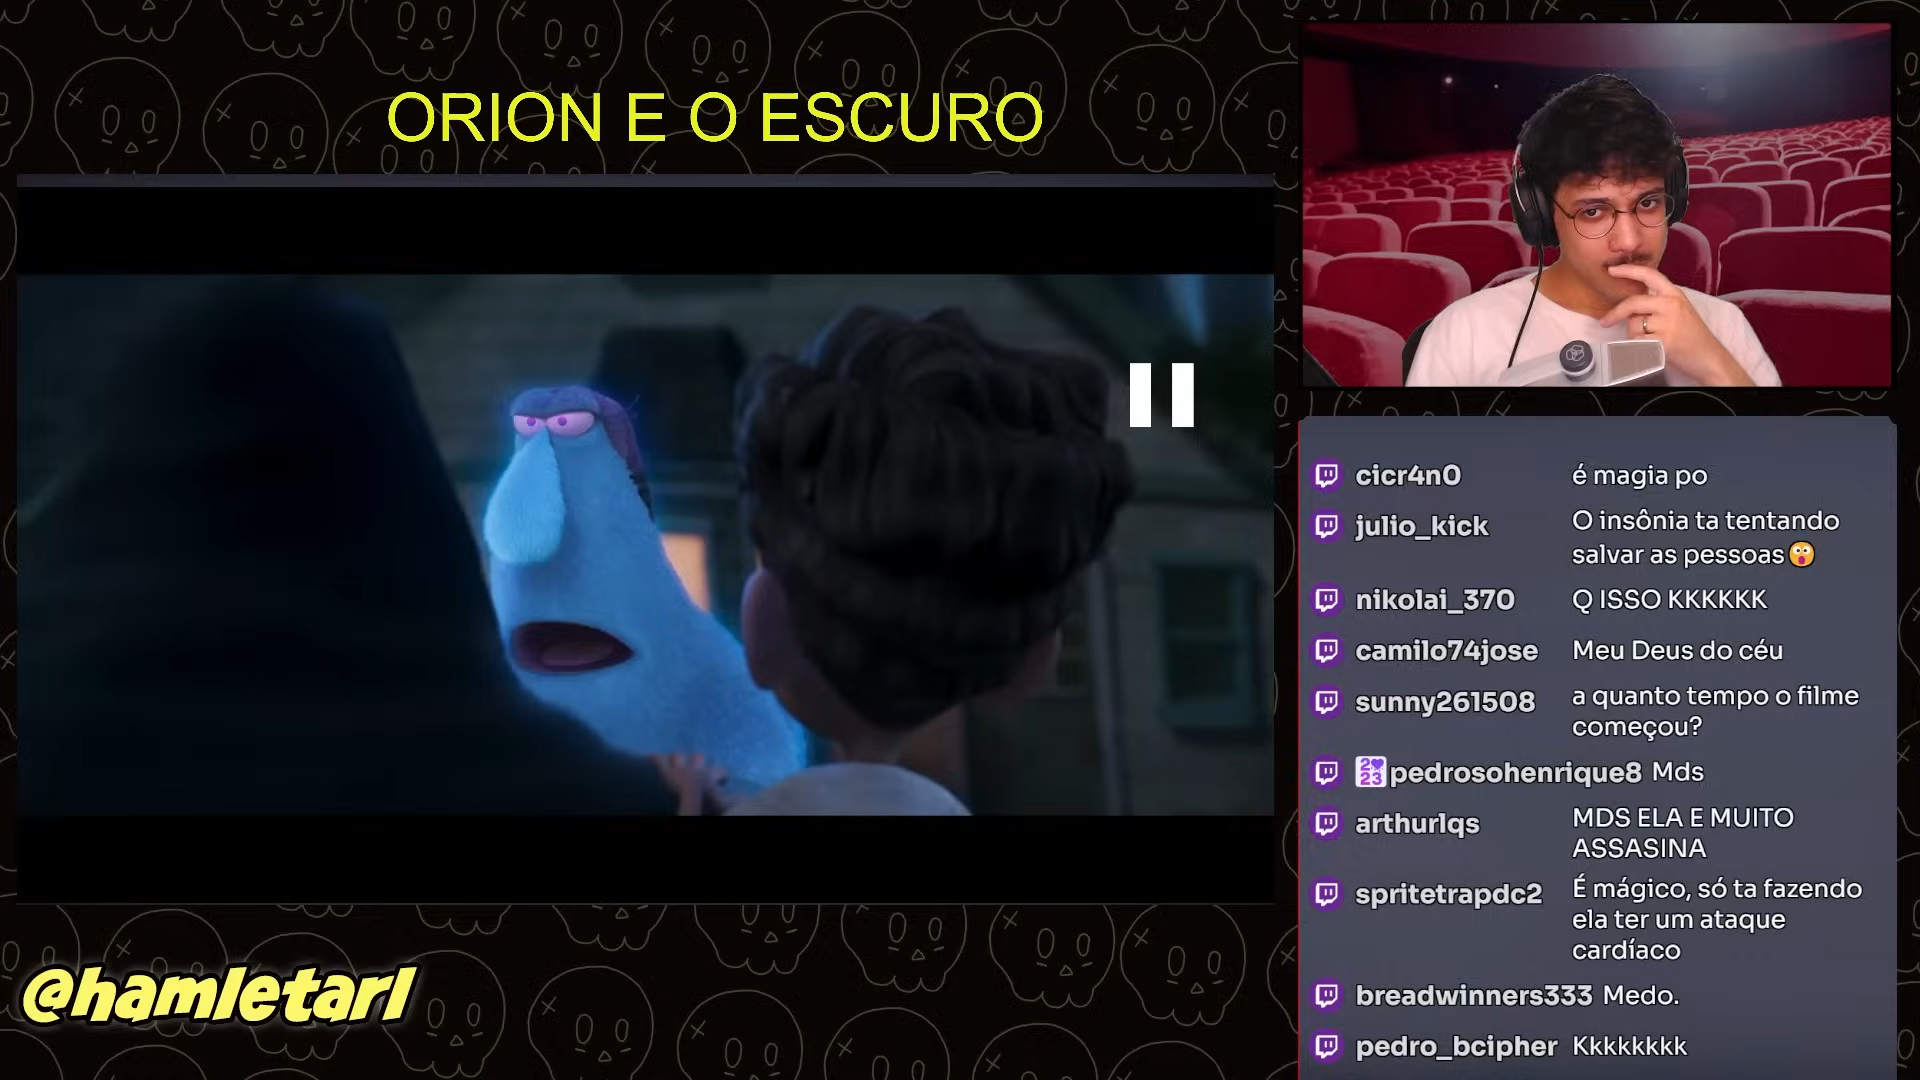 ORION E O ESCURO
cicr4n0 é magia po
julio_kick O insônia ta tentando
salvar as pessoas😲
nikolai_370 Q ISSO KKKKKK
camilo74jose Meu Deus do céu
sunny261508 a quanto tempo o filme
começou?
2023 pedrosohenrique8 Mds
arthurlqs MDS ELA E MUITO
ASSASINA
spritetrapdc2 É mágico, só ta fazendo
ela ter um ataque
cardíaco
breadwinners333 Medo.
pedro_bcipher Kkkkkkkk
@hamletarl